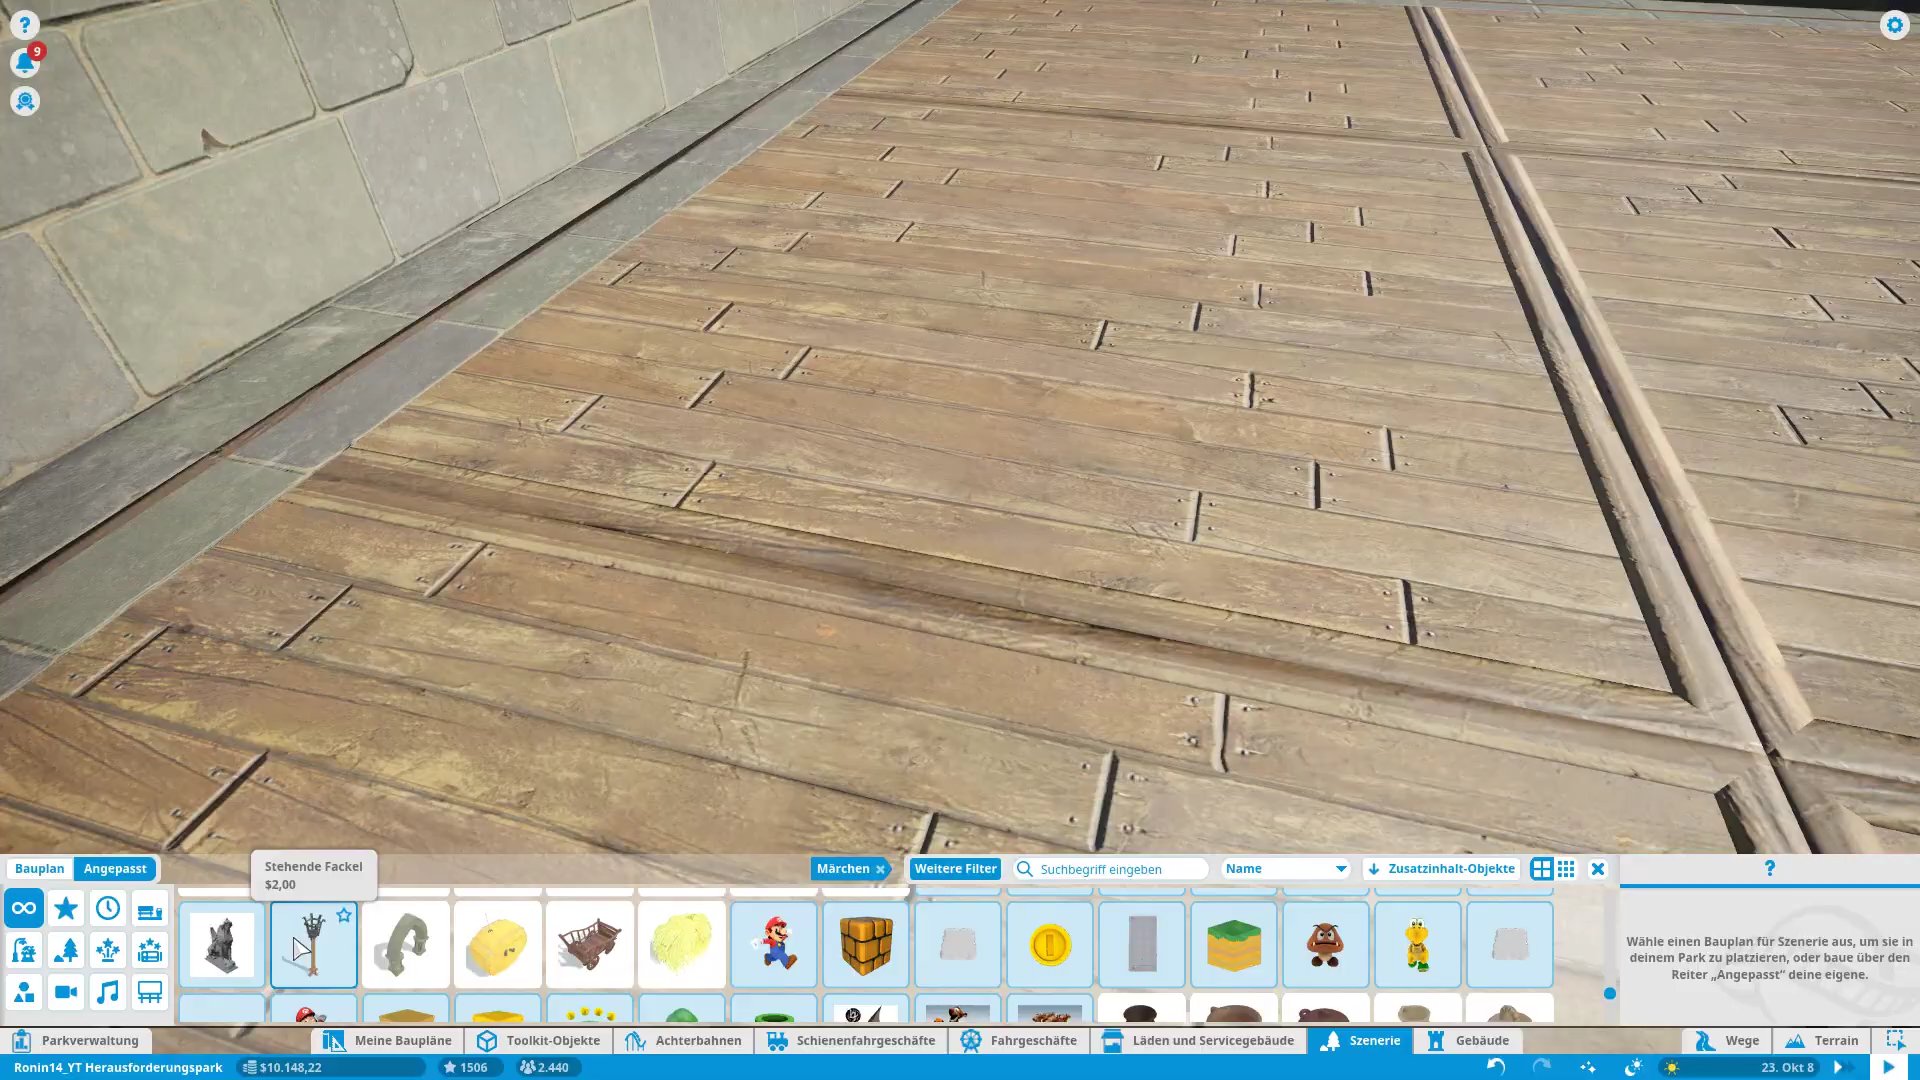 9
Bauplan
Angepasst
Stehende Fackel
$2,00
Märchen
Weitere Filter
Suchbegriff eingeben
Name
Zusatzinhalt-Objekte
Wähle einen Bauplan für Szenerie aus, um sie in
deinem Park zu platzieren, oder baue über den
Reiter „Angepasst“ deine eigene.
Parkverwaltung
Meine Baupläne
Toolkit-Objekte
Achterbahnen
Schienenfahrgeschäfte
Fahrgeschäfte
Läden und Servicegebäude
Szenerie
Gebäude
Wege
Terrain
Ronin14_YT Herausforderungspark
$10.148,22
1506
2.440
23. Okt 8